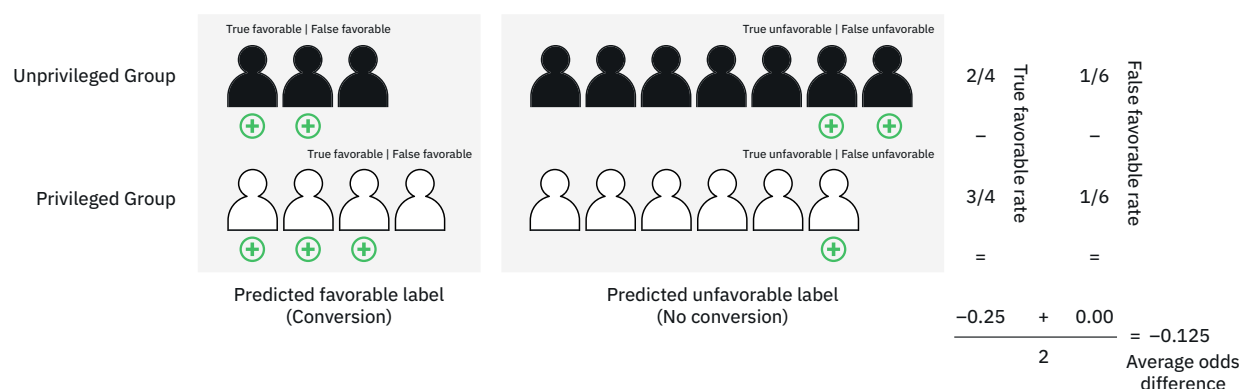 True favorable | False favorable
True unfavorable | False unfavorable
Unprivileged Group
2/4
1/6
True favorable rate
False favorable rate
–
–
True favorable | False favorable
True unfavorable | False unfavorable
Privileged Group
3/4
1/6
=
=
Predicted favorable label
(Conversion)
Predicted unfavorable label
(No conversion)
–0.25 + 0.00
2
= –0.125
Average odds
difference